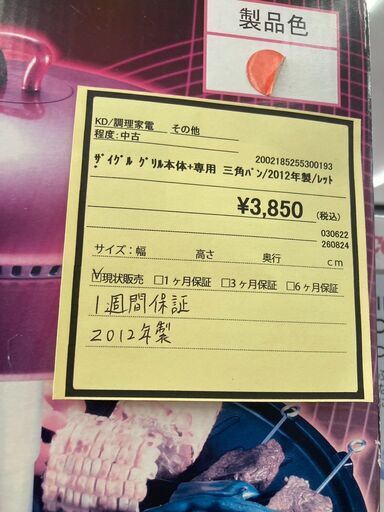 製品色
KD/調理家電 その他
程度:中古
2002185255300193
ｻﾞｲｸﾞﾙ ｸﾞﾘﾙ本体+専用 三角ﾊﾟﾝ/2012年製/ﾚｯﾄ
¥3,850 (税込)
030622
260824
サイズ:幅 高さ 奥行 cm
☑現状販売 □1ヶ月保証 □3ヶ月保証 □6ヶ月保証
1週間保証
2012年製